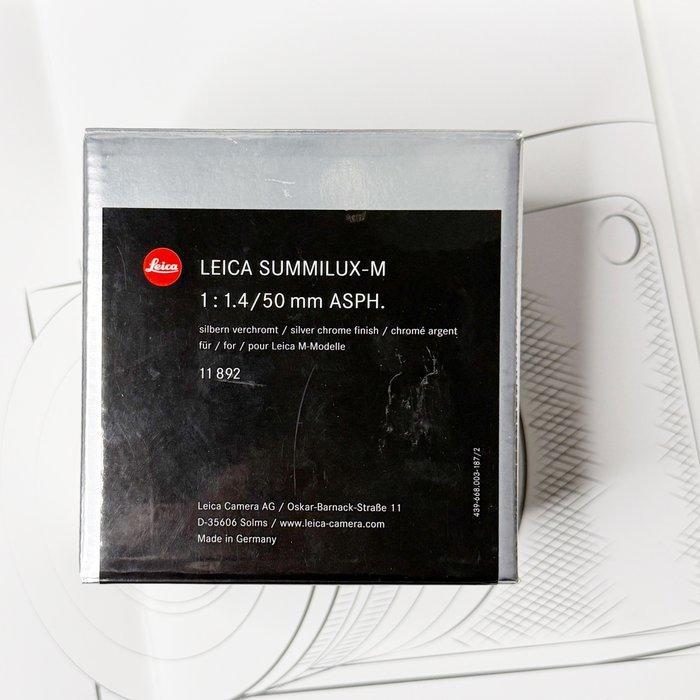 Leica
LEICA SUMMILUX-M
1 : 1.4/50 mm ASPH.
silbern verchromt / silver chrome finish / chromé argent
für / for / pour Leica M-Modelle
11 892
439-668.003-187/2
Leica Camera AG / Oskar-Barnack-Straße 11
D-35606 Solms / www.leica-camera.com
Made in Germany